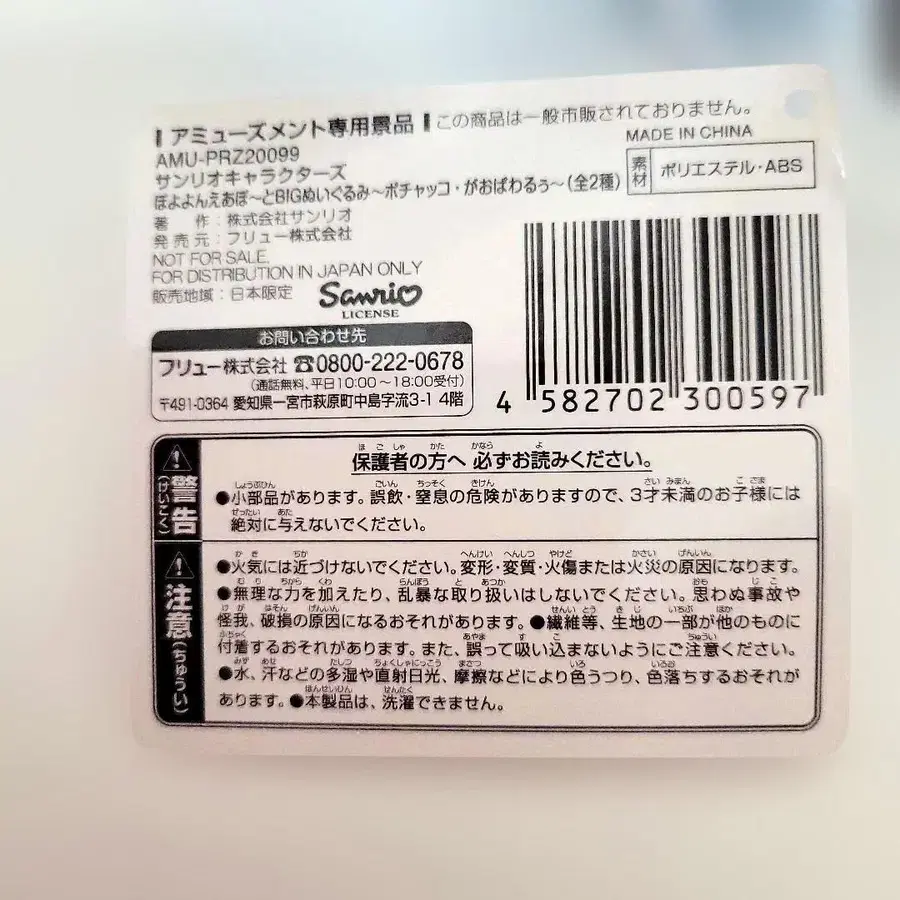 アミューズメント専用景品 この商品は一般市販されておりません。
AMU-PRZ20099
MADE IN CHINA
サンリオキャラクターズ
素材 ポリエステル・ABS
ぽよよんえあぽ～とBIGぬいぐるみ～ポチャッコ・がおぱわるぅ～(全2種)
著 作：株式会社サンリオ
発売元：フリュー株式会社
NOT FOR SALE.
FOR DISTRIBUTION IN JAPAN ONLY
販売地域：日本限定
Sanrio
LICENSE
お問い合わせ先
フリュー株式会社 ☎0800-222-0678
(通話無料、平日10:00～18:00受付)
〒491-0364 愛知県一宮市萩原町中島字流3-1 4階
4 582702 300597
警告(けいこく)
保護者の方へ 必ずお読みください。
●小部品があります。誤飲・窒息の危険がありますので、3才未満のお子様には
絶対に与えないでください。
注意(ちゅうい)
●火気には近づけないでください。変形・変質・火傷または火災の原因になります。
●無理な力を加えたり、乱暴な取り扱いはしないでください。思わぬ事故や
怪我、破損の原因になるおそれがあります。●繊維等、生地の一部が他のものに
付着するおそれがあります。また、誤って吸い込まないようにご注意ください。
●水、汗などの多湿や直射日光、摩擦などにより色うつり、色落ちするおそれが
あります。●本製品は、洗濯できません。